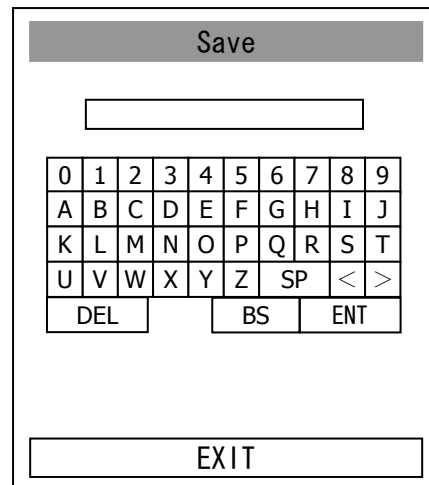 Save
0 1 2 3 4 5 6 7 8 9
A B C D E F G H I J
K L M N O P Q R S T
U V W X Y Z SP < >
DEL BS ENT
EXIT